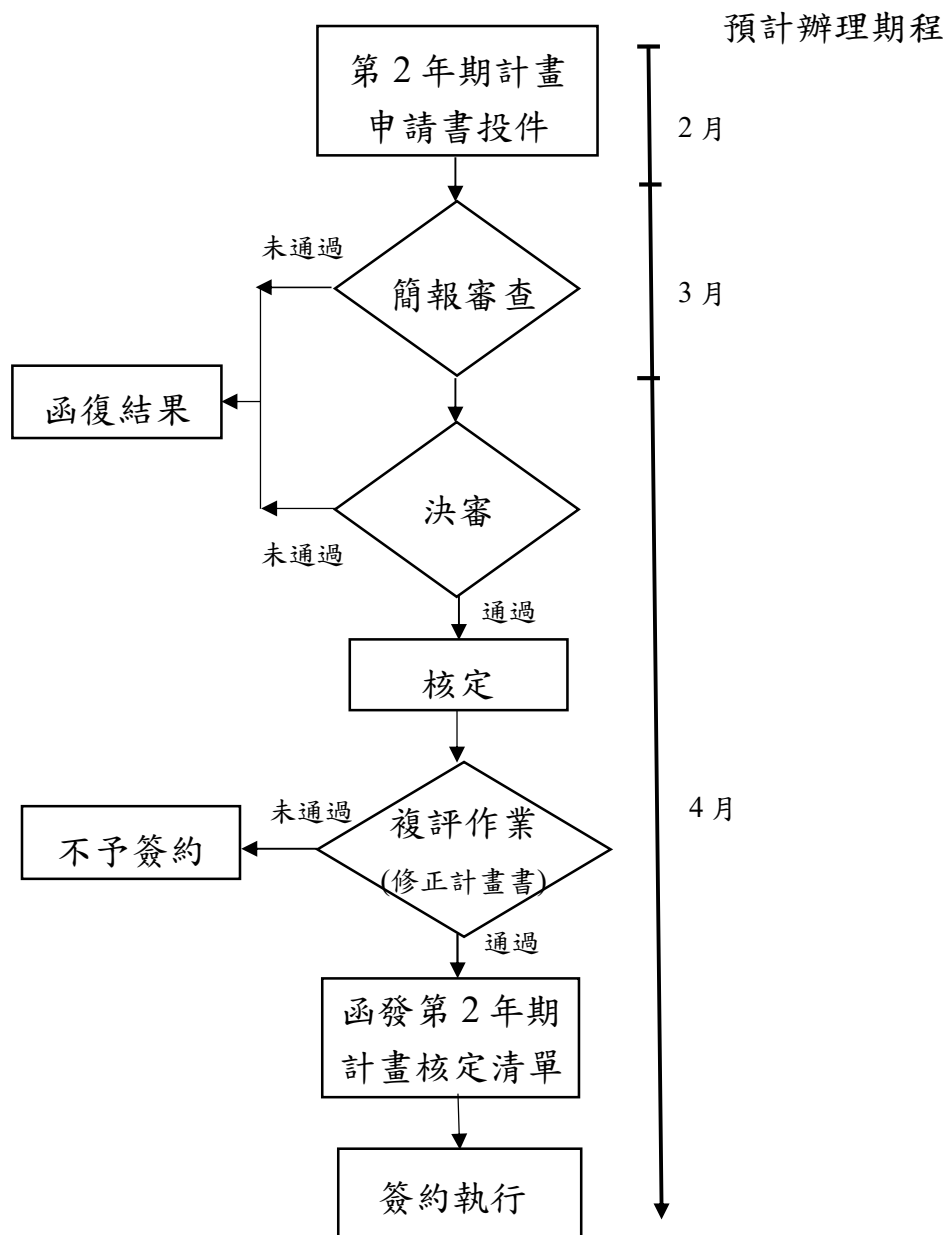 預計辦理期程
第 2 年期計畫
申請書投件
2 月
未通過
簡報審查
3 月
函復結果
決審
未通過
通過
核定
4 月
未通過
複評作業
不予簽約
(修正計畫書)
通過
函發第 2 年期
計畫核定清單
簽約執行